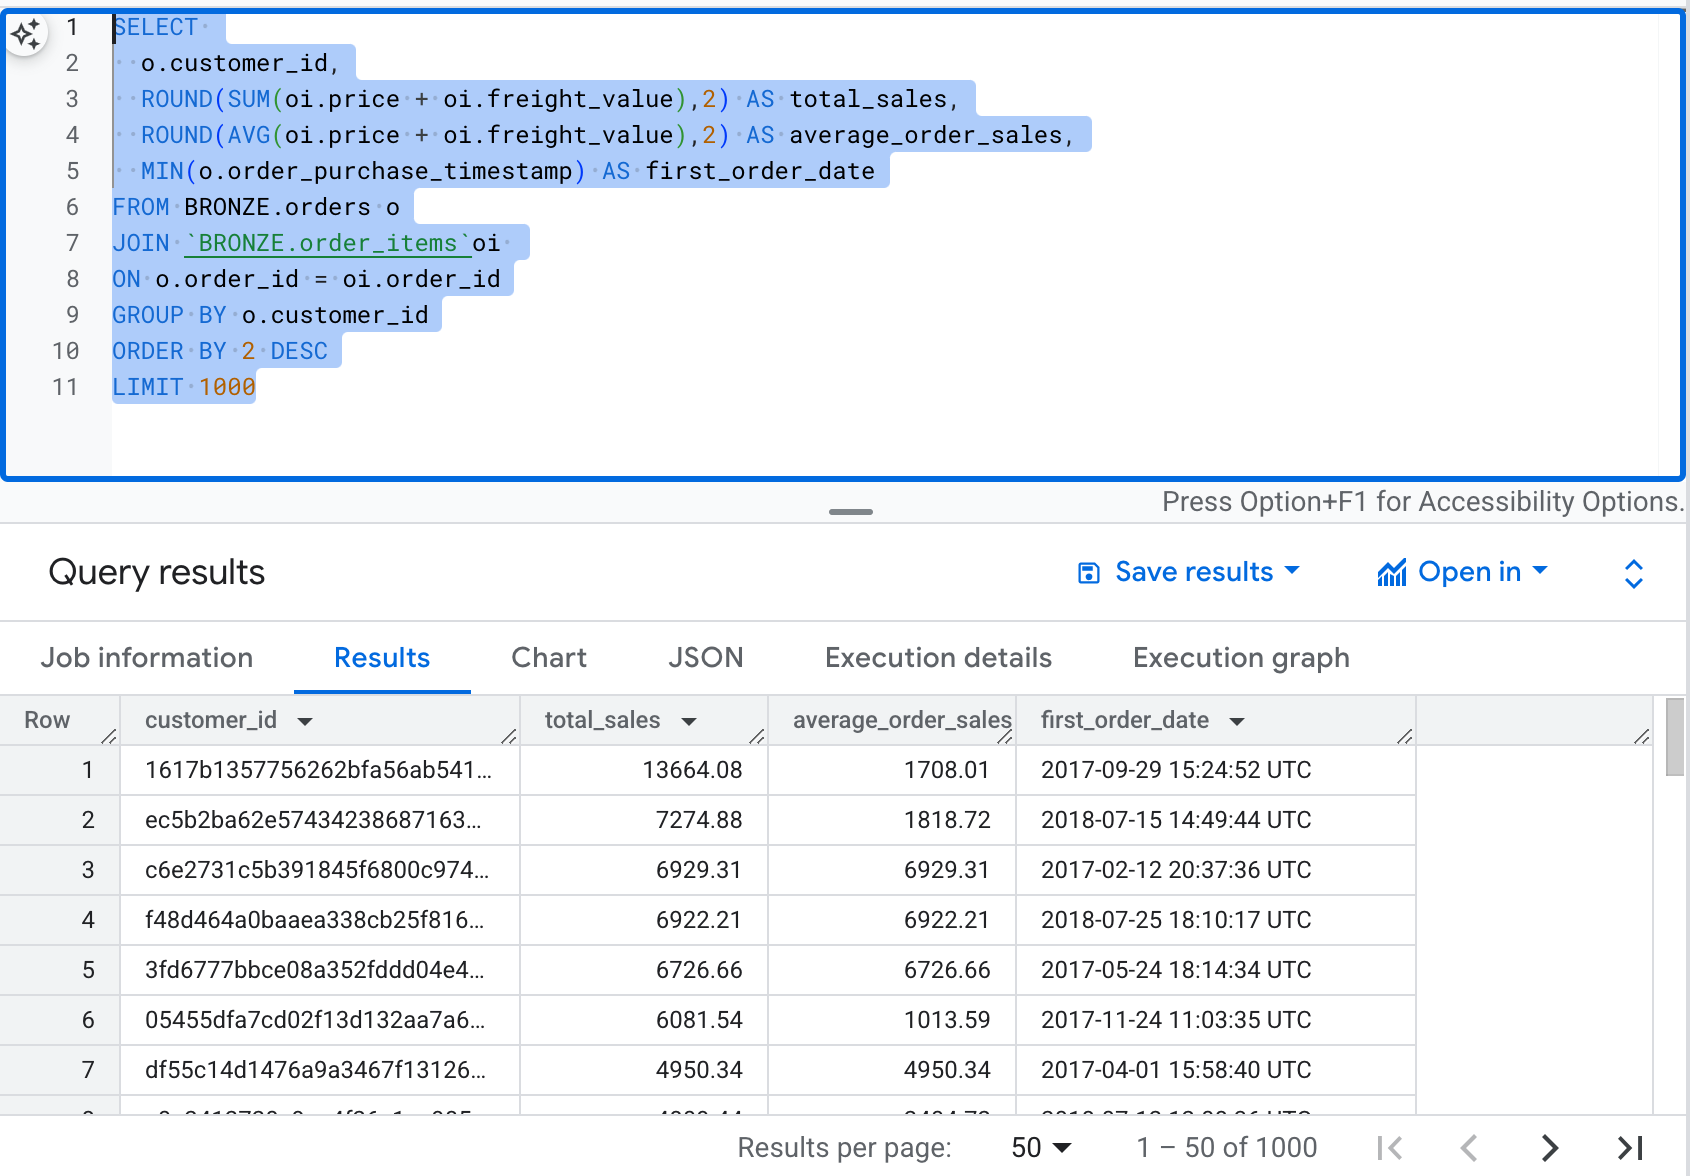 1 SELECT
2 o.customer_id,
3 ROUND(SUM(oi.price + oi.freight_value),2) AS total_sales,
4 ROUND(AVG(oi.price + oi.freight_value),2) AS average_order_sales,
5 MIN(o.order_purchase_timestamp) AS first_order_date
6 FROM BRONZE.orders o
7 JOIN `BRONZE.order_items`oi
8 ON o.order_id = oi.order_id
9 GROUP BY o.customer_id
10 ORDER BY 2 DESC
11 LIMIT 1000
Press Option+F1 for Accessibility Options.
Query results Save results Open in
Job information Results Chart JSON Execution details Execution graph
Row customer_id total_sales average_order_sales first_order_date
1 1617b1357756262bfa56ab541... 13664.08 1708.01 2017-09-29 15:24:52 UTC
2 ec5b2ba62e57434238687163... 7274.88 1818.72 2018-07-15 14:49:44 UTC
3 c6e2731c5b391845f6800c974... 6929.31 6929.31 2017-02-12 20:37:36 UTC
4 f48d464a0baaea338cb25f816... 6922.21 6922.21 2018-07-25 18:10:17 UTC
5 3fd6777bbce08a352fddd04e4... 6726.66 6726.66 2017-05-24 18:14:34 UTC
6 05455dfa7cd02f13d132aa7a6... 6081.54 1013.59 2017-11-24 11:03:35 UTC
7 df55c14d1476a9a3467f13126... 4950.34 4950.34 2017-04-01 15:58:40 UTC
Results per page: 50 1 – 50 of 1000